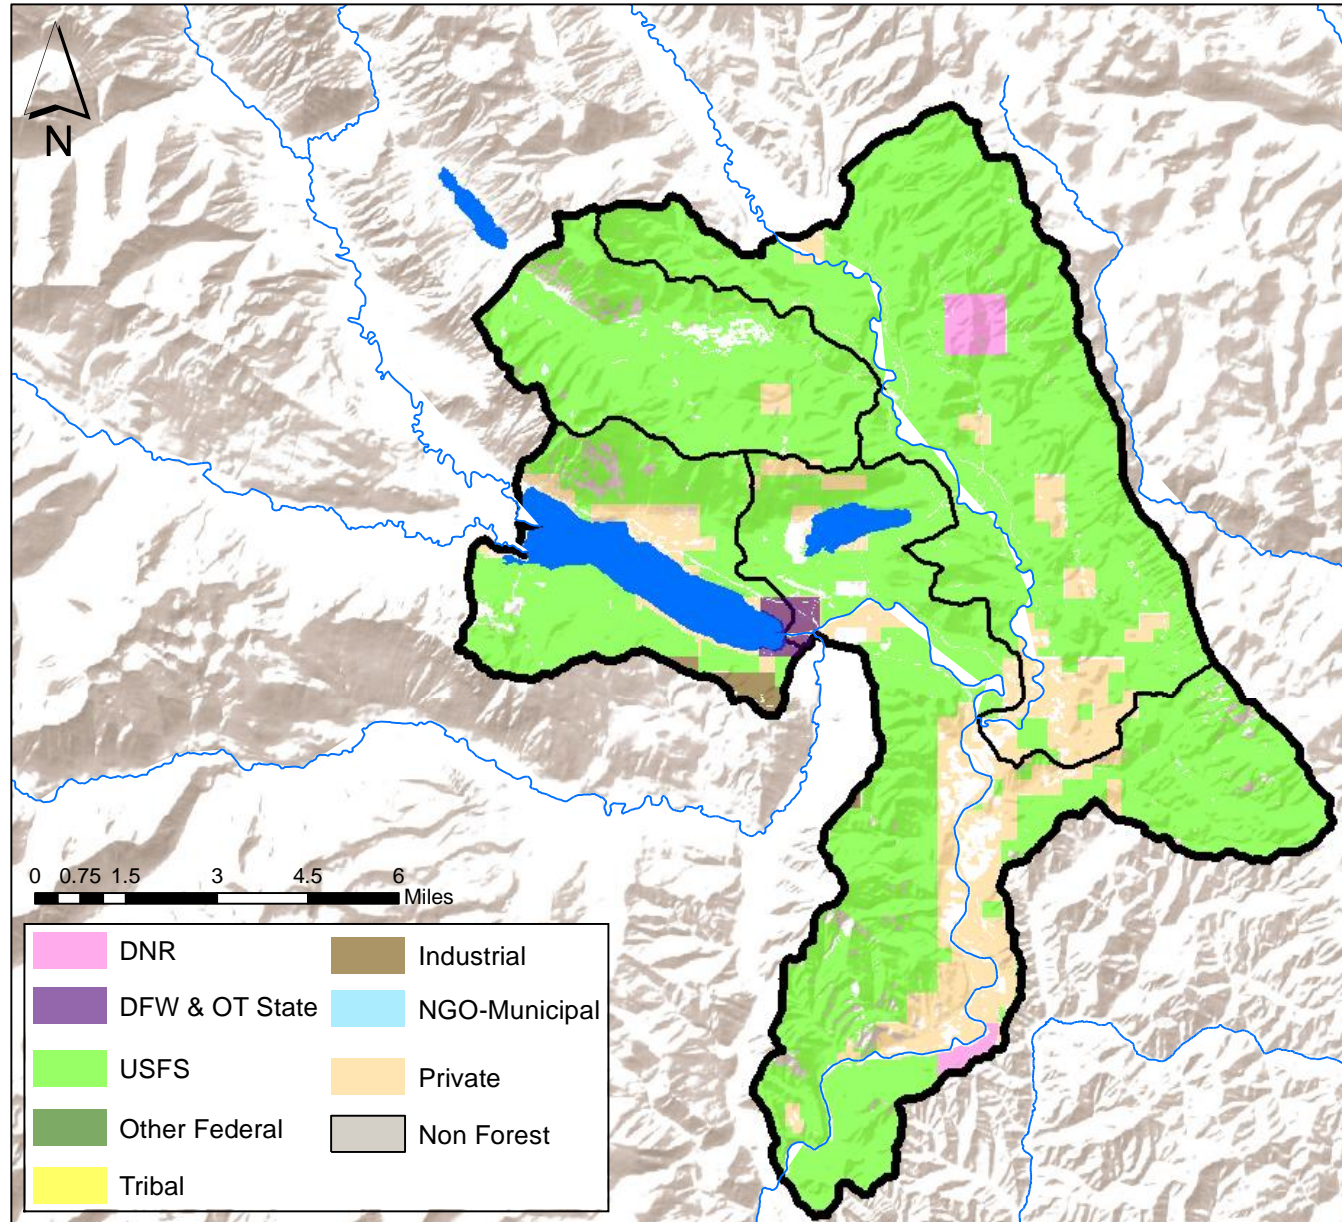 N
0 0.75 1.5 3 4.5 6
Miles
DNR
DFW & OT State
USFS
Other Federal
Tribal
Industrial
NGO-Municipal
Private
Non Forest